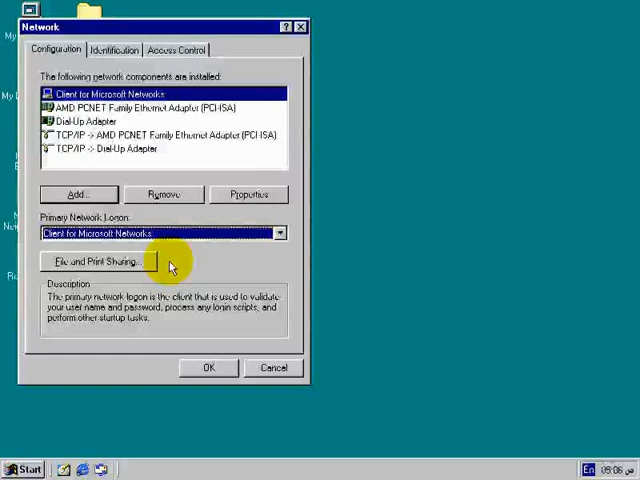 Network
Configuration
Identification
Access Control
The following network components are installed:
Client for Microsoft Networks
AMD PCNET Family Ethernet Adapter (PCI-ISA)
Dial-Up Adapter
TCP/IP -> AMD PCNET Family Ethernet Adapter (PCI-ISA)
TCP/IP -> Dial-Up Adapter
Add...
Remove
Properties
Primary Network Logon:
Client for Microsoft Networks
File and Print Sharing...
Description
The primary network logon is the client that is used to validate
your user name and password, process any login scripts, and
perform other startup tasks.
OK
Cancel
My
My D
Start
En
09:06 ص